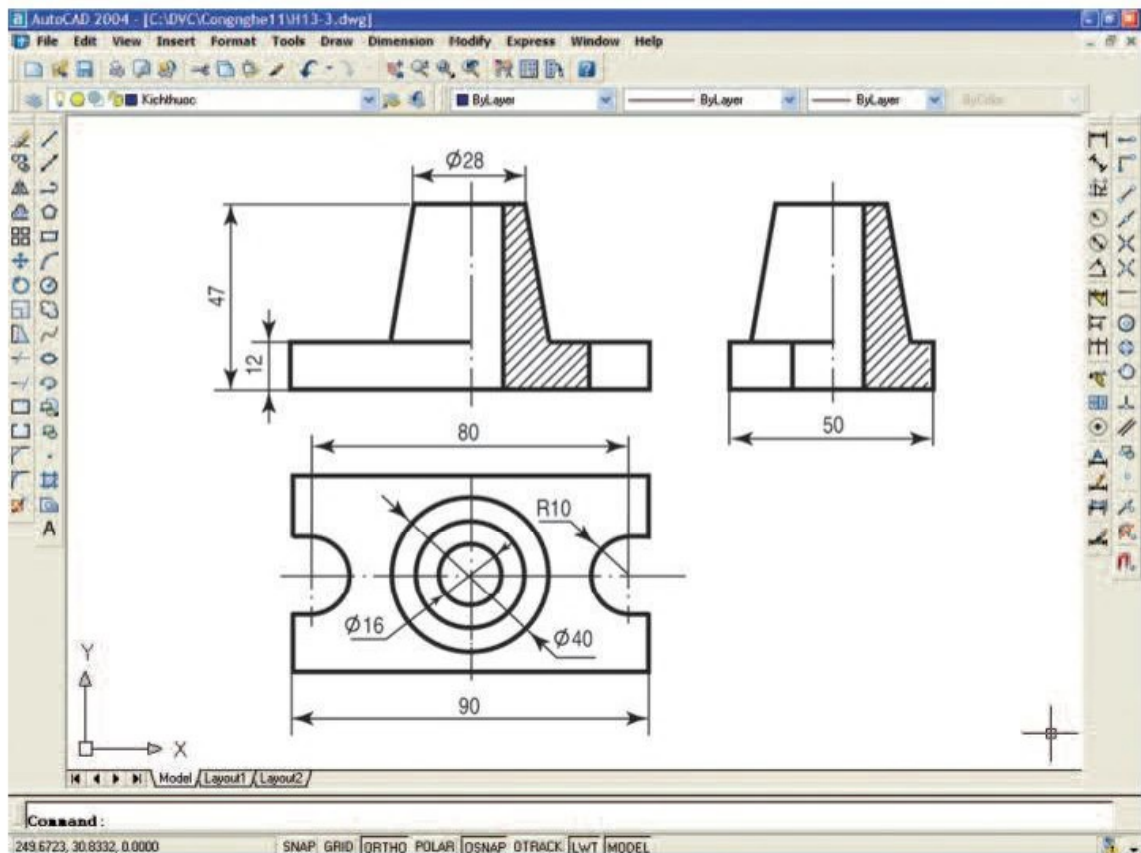 a AutoCAD 2004 - [C:\DVC\Congnghe11\H13-3.dwg]
File Edit View Insert Format Tools Draw Dimension Modify Express Window Help
Kichthuoc ByLayer ByLayer ByLayer ByColor
Ø28
47
12
80
50
R10
Ø16
Ø40
90
Y
X
A
Model Layout1 Layout2
Command:
249.6723, 30.8332, 0.0000 SNAP GRID ORTHO POLAR OSNAP OTRACK LWT MODEL